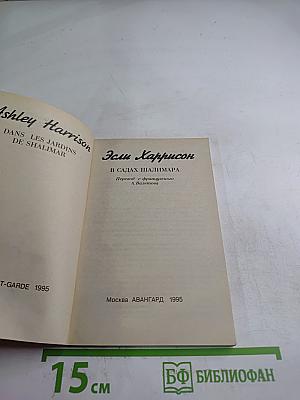 Ashley Harrison
DANS LES JARDINS
DE SHALIMAR
T-GARDE 1995
Эсли Харрисон
В САДАХ ШАЛИМАРА
Перевод с французского
Москва АВАНГАРД 1995
15 см
БФ БИБЛИОФАН